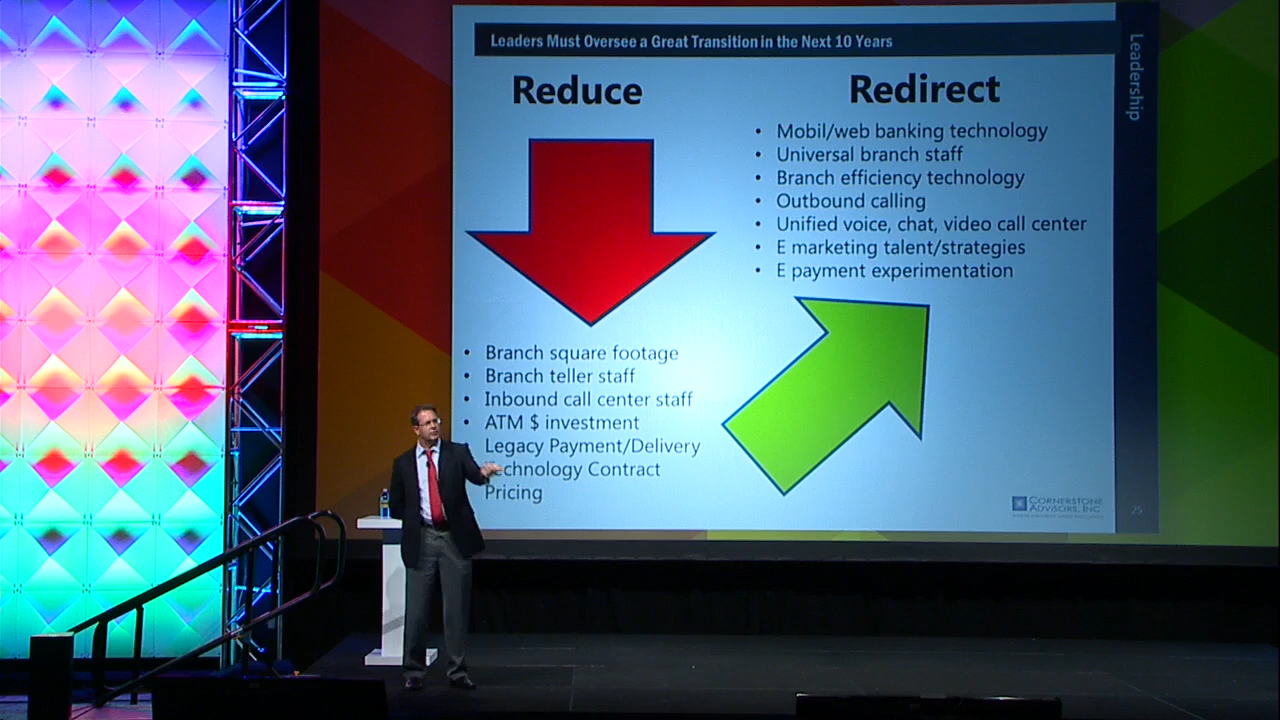 Leaders Must Oversee a Great Transition in the Next 10 Years
Leadership
Reduce
Redirect
• Mobil/web banking technology
• Universal branch staff
• Branch efficiency technology
• Outbound calling
• Unified voice, chat, video call center
• E marketing talent/strategies
• E payment experimentation
• Branch square footage
• Branch teller staff
• Inbound call center staff
• ATM $ investment
Legacy Payment/Delivery
Technology Contract
Pricing
CORNERSTONE
ADVISORS, INC
25